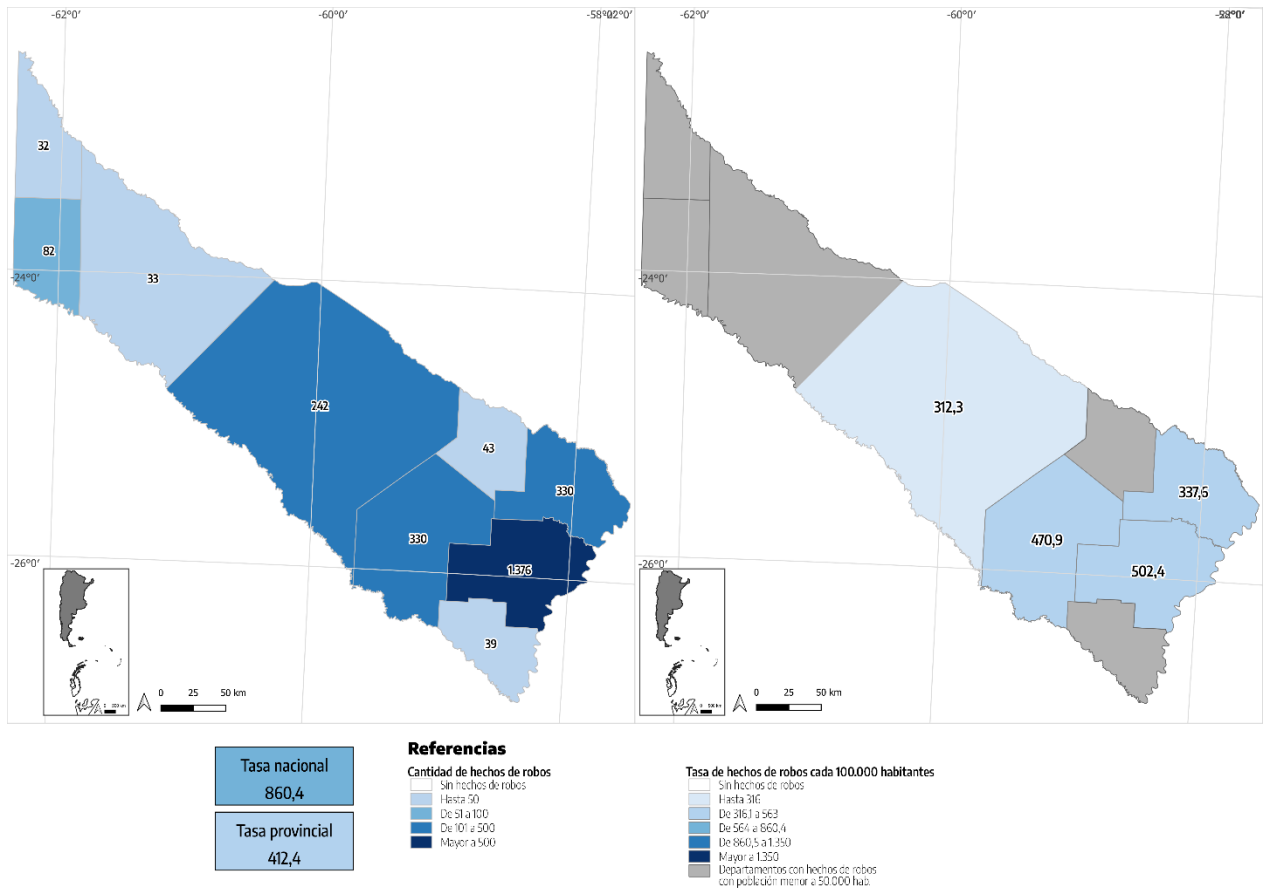 -62°0'
-60°0'
-62°0'
-60°0'
32
82
33
-24°0'
-24°0'
242
312,3
43
330
337,6
330
470,9
1.376
502,4
-26°0'
-26°0'
39
0 25 50 km
0 25 50 km
Tasa nacional
860,4
Tasa provincial
412,4
Referencias
Cantidad de hechos de robos
Sin hechos de robos
Hasta 50
De 51 a 100
De 101 a 500
Mayor a 500
Tasa de hechos de robos cada 100.000 habitantes
Sin hechos de robos
Hasta 316
De 316,1 a 563
De 564 a 860,4
De 860,5 a 1.350
Mayor a 1.350
Departamentos con hechos de robos
con población menor a 50.000 hab.